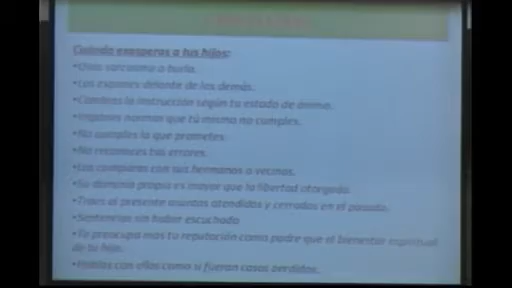 Cuando exasperas a tus hijos:
•Usas sarcasmo o burla.
•Los expones delante de los demás.
•Cambias la instrucción según tu estado de ánimo.
•Impones normas que tú mismo no cumples.
•No cumples lo que prometes.
•No reconoces tus errores.
•Los comparas con sus hermanos o vecinos.
•Su dominio propio es mayor que la libertad otorgada.
•Traes al presente asuntos atendidos y cerrados en el pasado.
•Sentencias sin haber escuchado
•Te preocupa mas tu reputación como padre que el bienestar espiritual
de tu hijo.
•Hablas con ellos como si fueran casos perdidos.